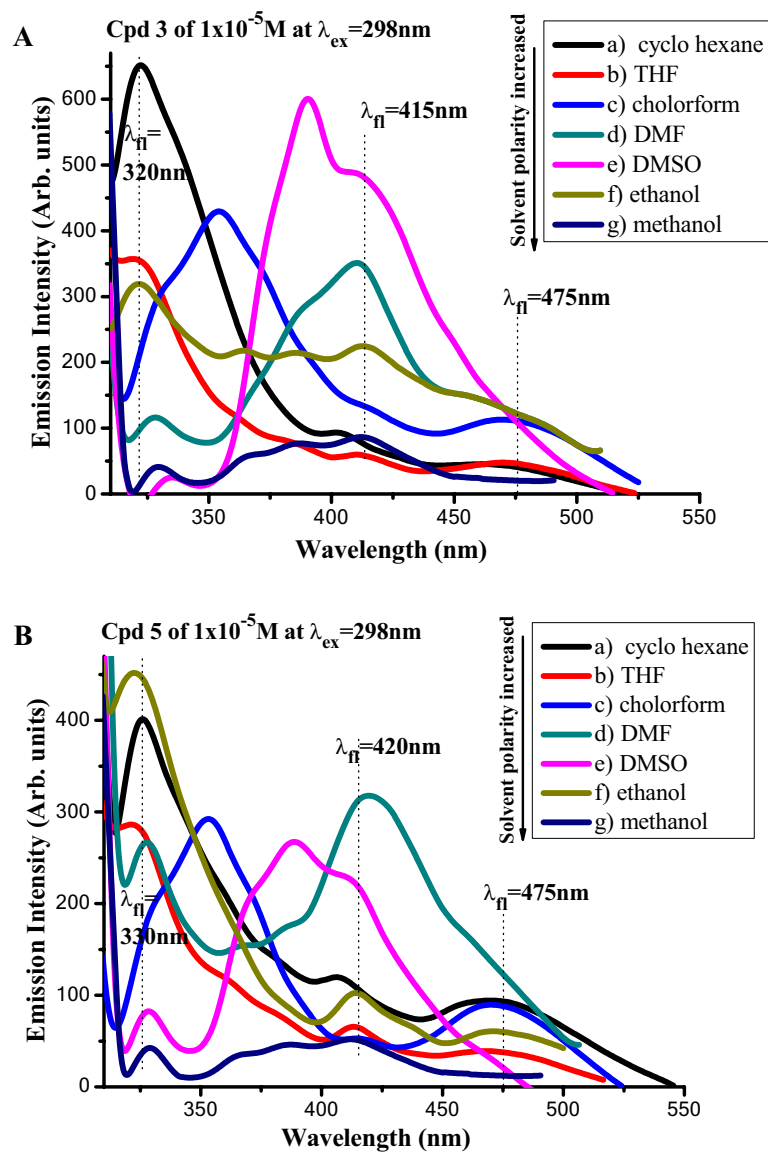 A
Cpd 3 of 1x10⁻⁵M at λex=298nm
Emission Intensity (Arb. units)
600
500
400
300
200
100
0
350
400
450
500
550
Wavelength (nm)
λfl=
320nm
λfl=415nm
λfl=475nm
Solvent polarity increased
a) cyclo hexane
b) THF
c) cholorform
d) DMF
e) DMSO
f) ethanol
g) methanol
B
Cpd 5 of 1x10⁻⁵M at λex=298nm
Emission Intensity (Arb. units)
400
300
200
100
0
350
400
450
500
550
Wavelength (nm)
λfl=
330nm
λfl=420nm
λfl=475nm
Solvent polarity increased
a) cyclo hexane
b) THF
c) cholorform
d) DMF
e) DMSO
f) ethanol
g) methanol